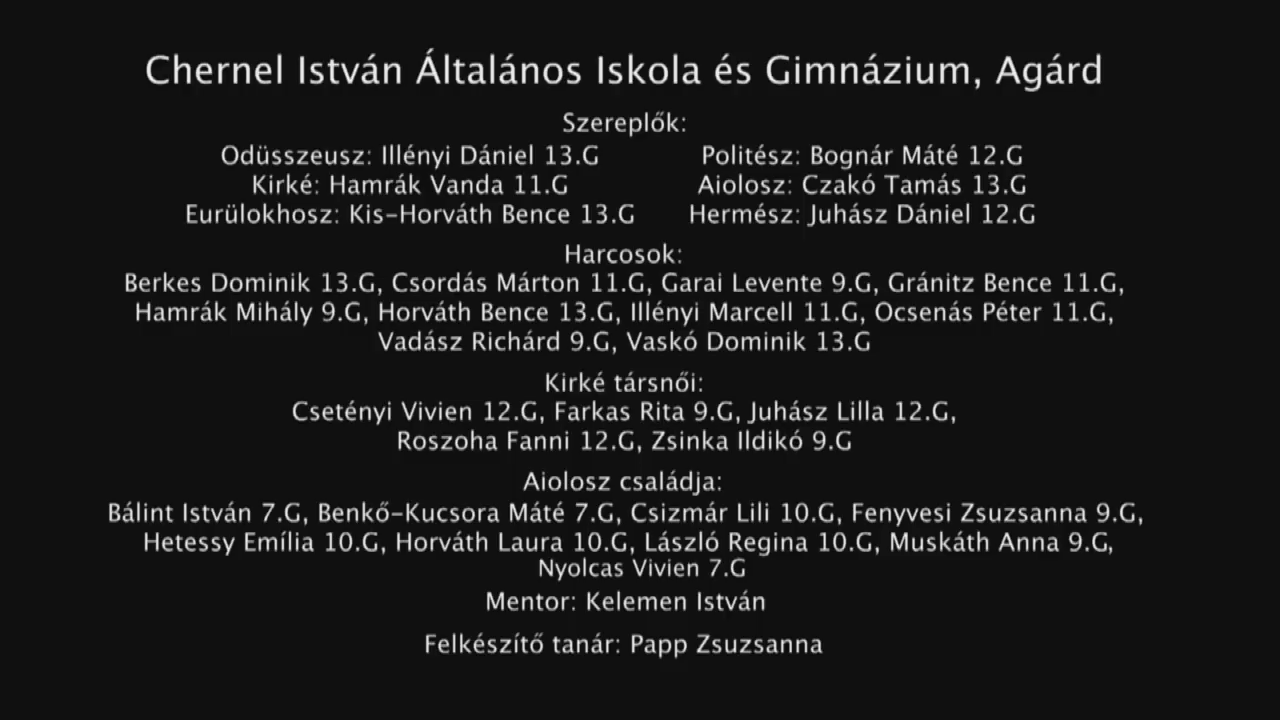 Chernel István Általános Iskola és Gimnázium, Agárd
Szereplők:
Odüsszeusz: Illényi Dániel 13.G Politész: Bognár Máté 12.G
Kirké: Hamrák Vanda 11.G Aiolosz: Czakó Tamás 13.G
Eurülokhosz: Kis-Horváth Bence 13.G Hermész: Juhász Dániel 12.G
Harcosok:
Berkes Dominik 13.G, Csordás Márton 11.G, Garai Levente 9.G, Gránitz Bence 11.G,
Hamrák Mihály 9.G, Horváth Bence 13.G, Illényi Marcell 11.G, Ocsenás Péter 11.G,
Vadász Richárd 9.G, Vaskó Dominik 13.G
Kirké társnői:
Csetényi Vivien 12.G, Farkas Rita 9.G, Juhász Lilla 12.G,
Roszoha Fanni 12.G, Zsinka Ildikó 9.G
Aiolosz családja:
Bálint István 7.G, Benkő-Kucsora Máté 7.G, Csizmár Lili 10.G, Fenyvesi Zsuzsanna 9.G,
Hetessy Emília 10.G, Horváth Laura 10.G, László Regina 10.G, Muskáth Anna 9.G,
Nyolcas Vivien 7.G
Mentor: Kelemen István
Felkészítő tanár: Papp Zsuzsanna